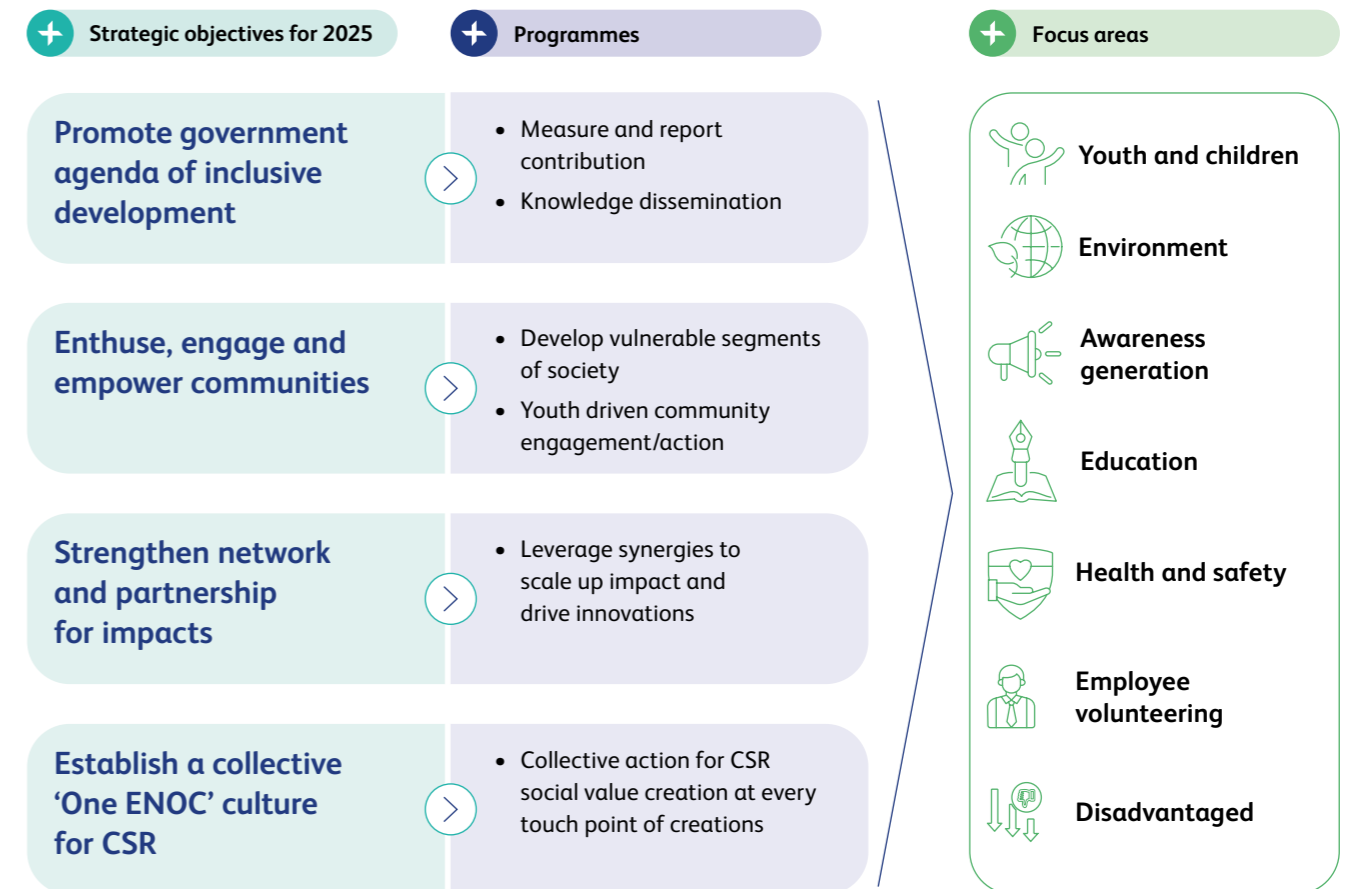 Strategic objectives for 2025
Programmes
Focus areas
Promote government
agenda of inclusive
development
• Measure and report
contribution
• Knowledge dissemination
Enthuse, engage and
empower communities
• Develop vulnerable segments
of society
• Youth driven community
engagement/action
Strengthen network
and partnership
for impacts
• Leverage synergies to
scale up impact and
drive innovations
Establish a collective
‘One ENOC’ culture
for CSR
• Collective action for CSR
social value creation at every
touch point of creations
Youth and children
Environment
Awareness
generation
Education
Health and safety
Employee
volunteering
Disadvantaged